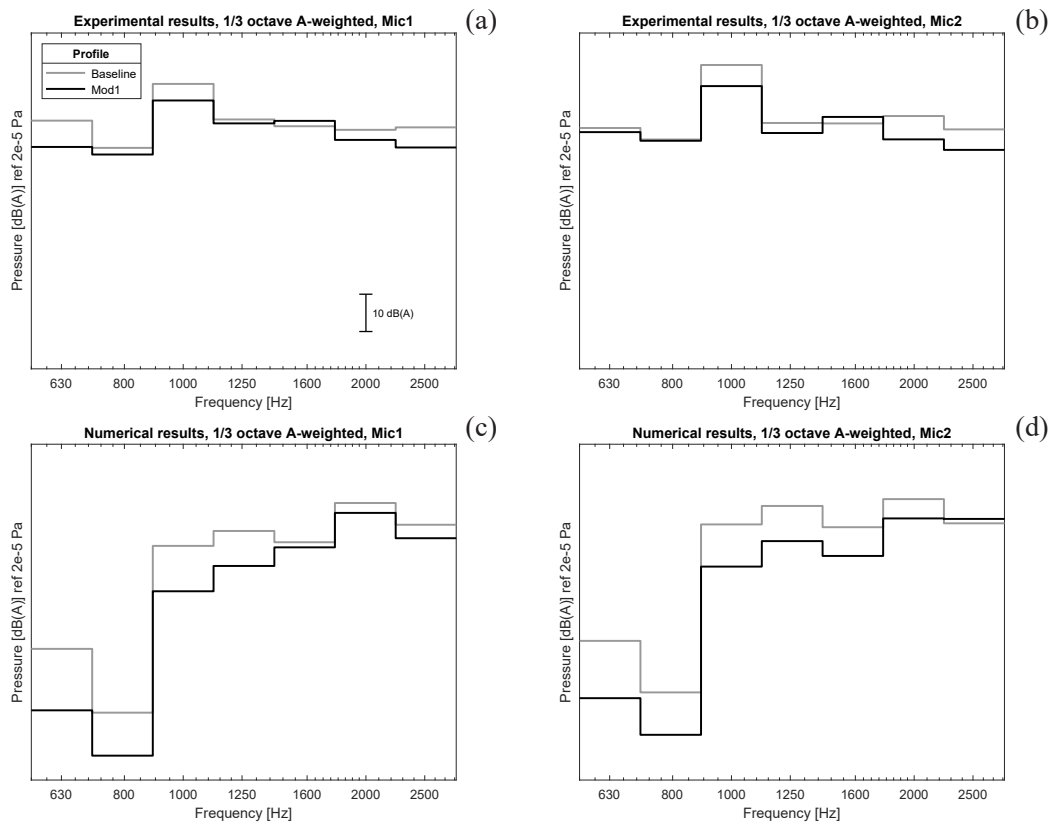 Experimental results, 1/3 octave A-weighted, Mic1
(a)
Profile
Baseline
Mod1
Pressure [dB(A)] ref 2e-5 Pa
10 dB(A)
630 800 1000 1250 1600 2000 2500
Frequency [Hz]
Experimental results, 1/3 octave A-weighted, Mic2
(b)
Pressure [dB(A)] ref 2e-5 Pa
630 800 1000 1250 1600 2000 2500
Frequency [Hz]
Numerical results, 1/3 octave A-weighted, Mic1
(c)
Pressure [dB(A)] ref 2e-5 Pa
630 800 1000 1250 1600 2000 2500
Frequency [Hz]
Numerical results, 1/3 octave A-weighted, Mic2
(d)
Pressure [dB(A)] ref 2e-5 Pa
630 800 1000 1250 1600 2000 2500
Frequency [Hz]